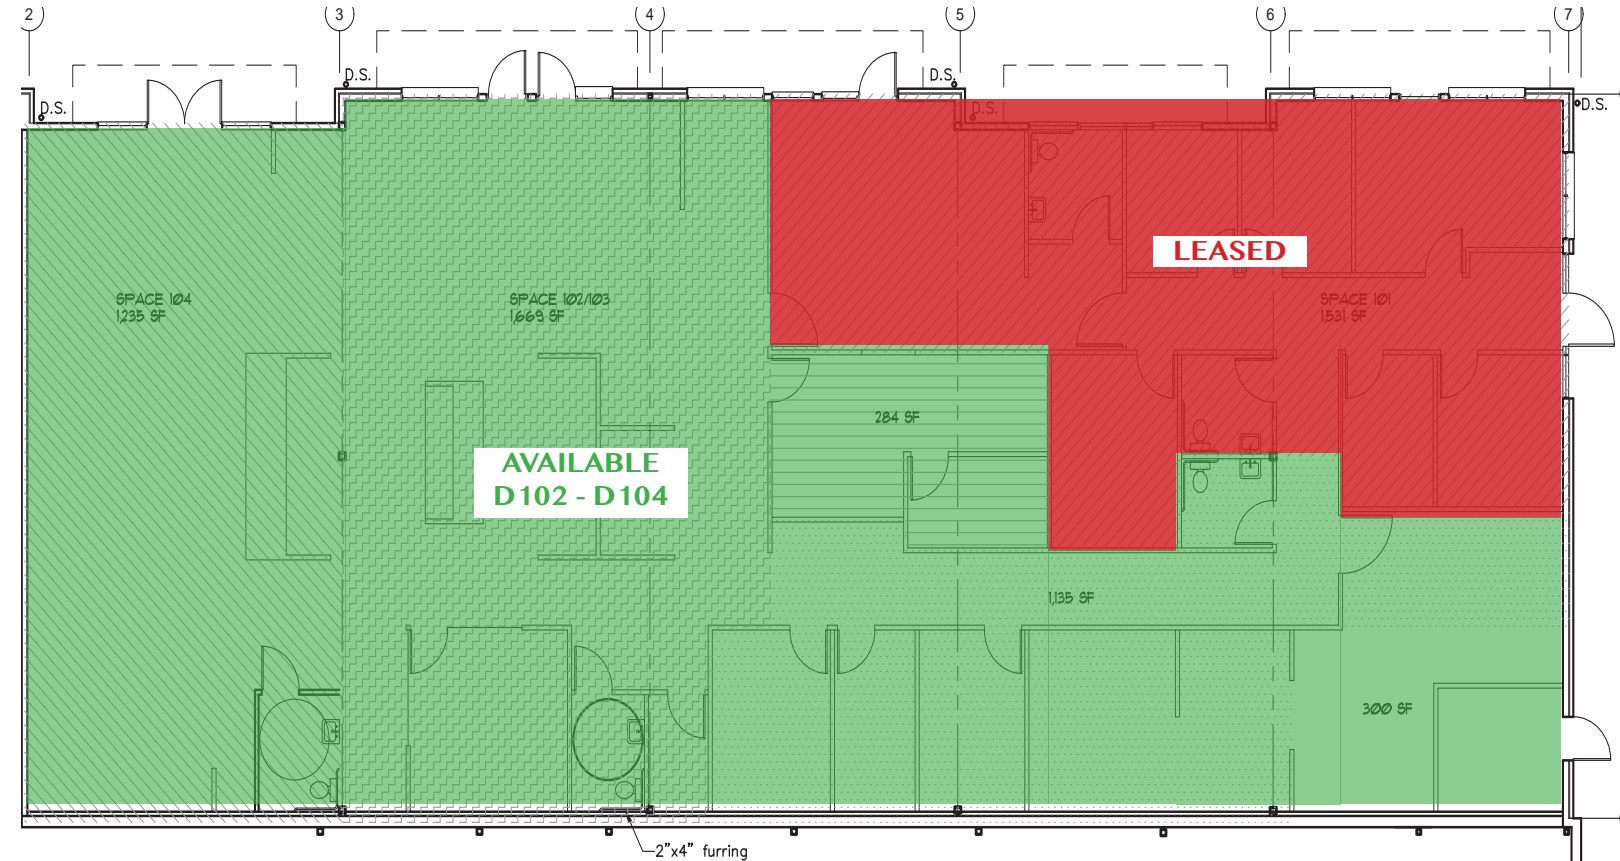 2 3 4 5 6 7
D.S. D.S.
D.S. D.S. D.S.
LEASED
SPACE 104
1,235 SF
SPACE 102/103
1,669 SF
SPACE 101
1,531 SF
284 SF
AVAILABLE
D102 - D104
1,135 SF
300 SF
2"x4" furring